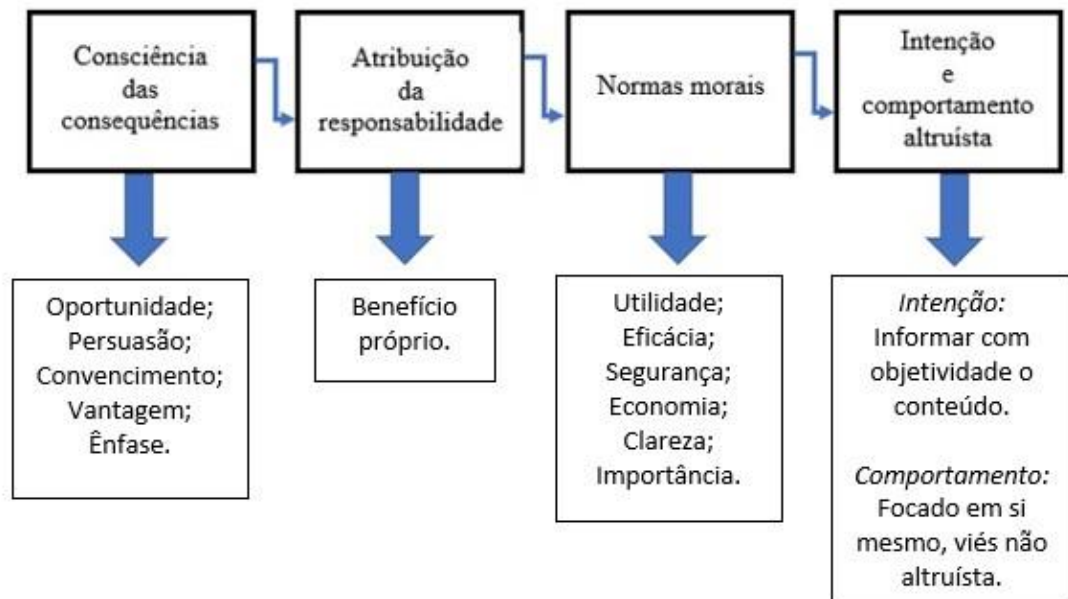 Consciência
das
consequências
Atribuição
da
responsabilidade
Normas morais
Intenção
e
comportamento
altruísta
Oportunidade;
Persuasão;
Convencimento;
Vantagem;
Ênfase.
Benefício
próprio.
Utilidade;
Eficácia;
Segurança;
Economia;
Clareza;
Importância.
Intenção:
Informar com
objetividade o
conteúdo.
Comportamento:
Focado em si
mesmo, viés não
altruísta.